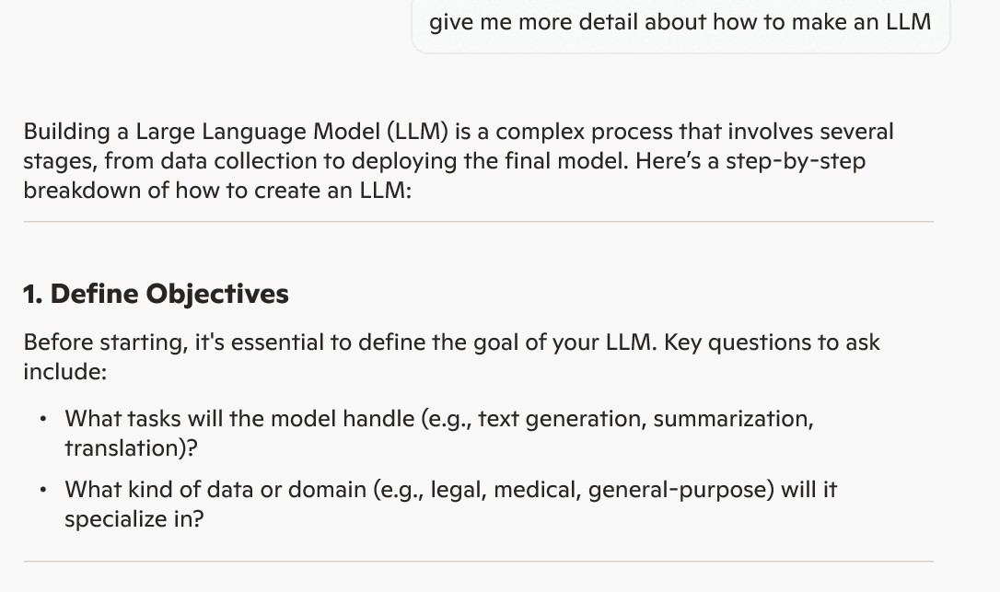 give me more detail about how to make an LLM
Building a Large Language Model (LLM) is a complex process that involves several
stages, from data collection to deploying the final model. Here’s a step-by-step
breakdown of how to create an LLM:
1. Define Objectives
Before starting, it's essential to define the goal of your LLM. Key questions to ask
include:
• What tasks will the model handle (e.g., text generation, summarization,
translation)?
• What kind of data or domain (e.g., legal, medical, general-purpose) will it
specialize in?